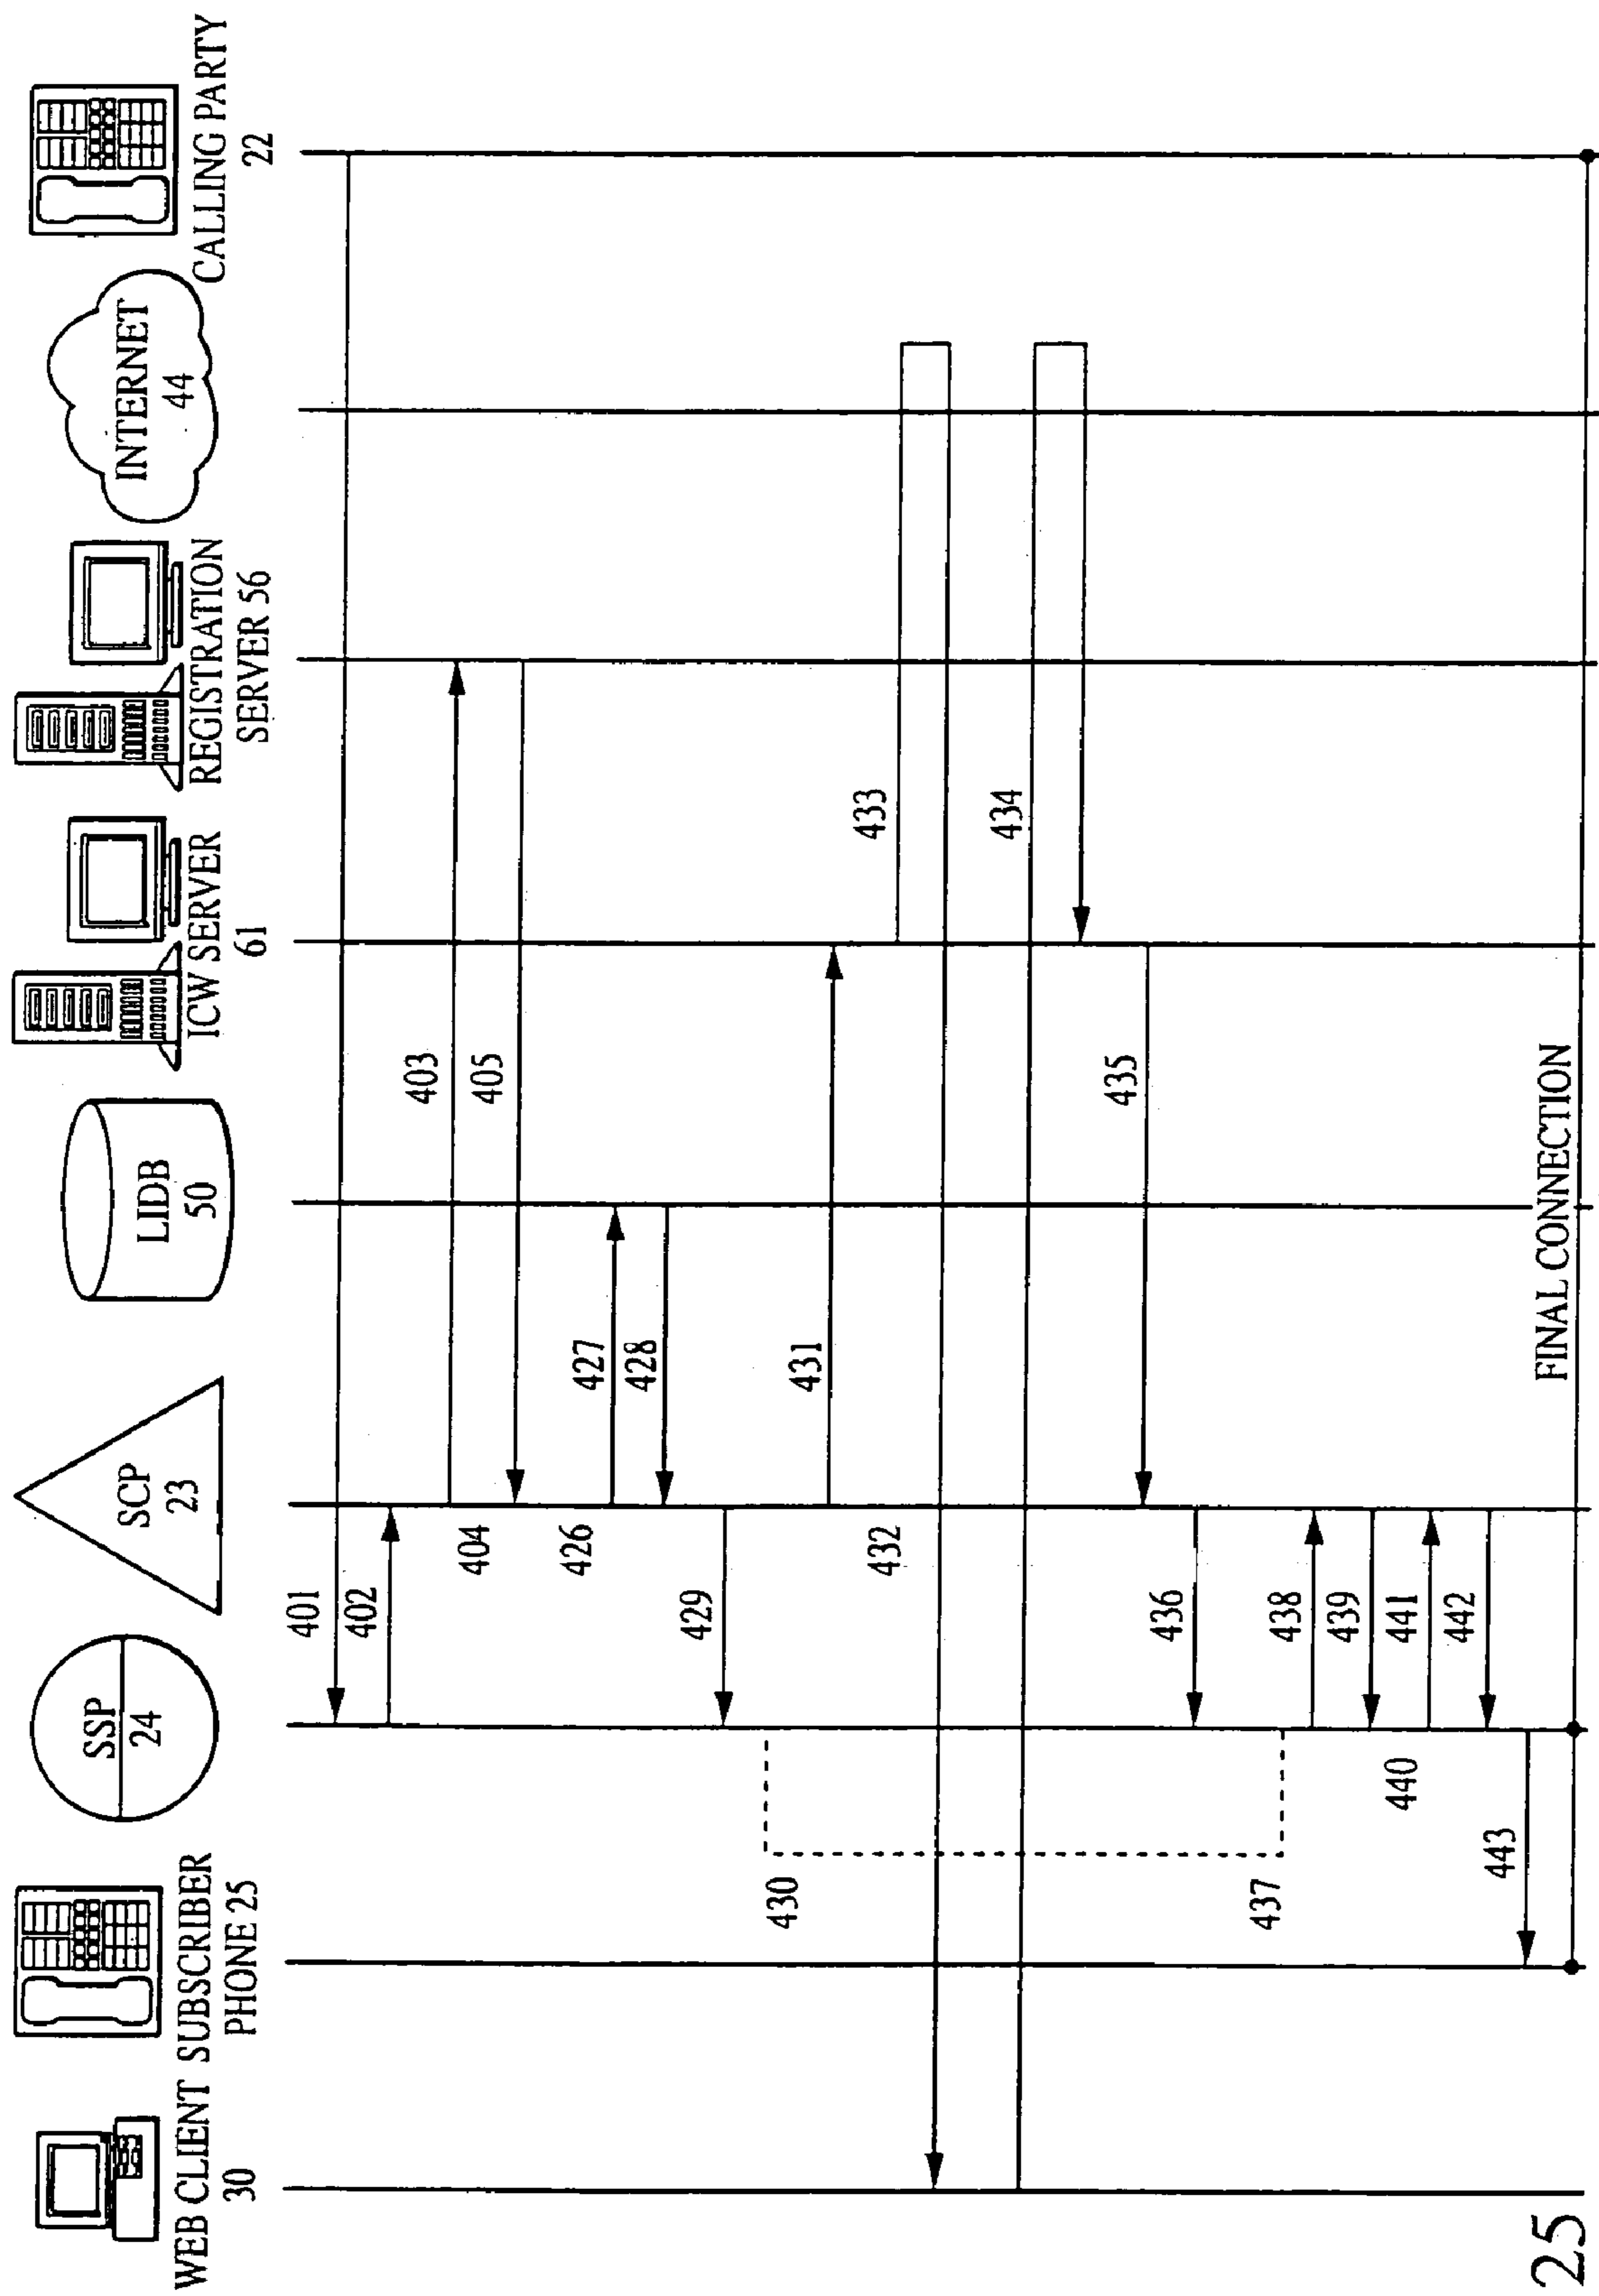 WEB CLIENT
30
SUBSCRIBER
PHONE 25
SSP
24
SCP
23
LIDB
50
ICW SERVER
61
REGISTRATION
SERVER 56
INTERNET
44
CALLING PARTY
22
401
402
403
404
405
426
427
428
429
430
431
432
433
434
435
436
437
438
439
440
441
442
443
FINAL CONNECTION
25